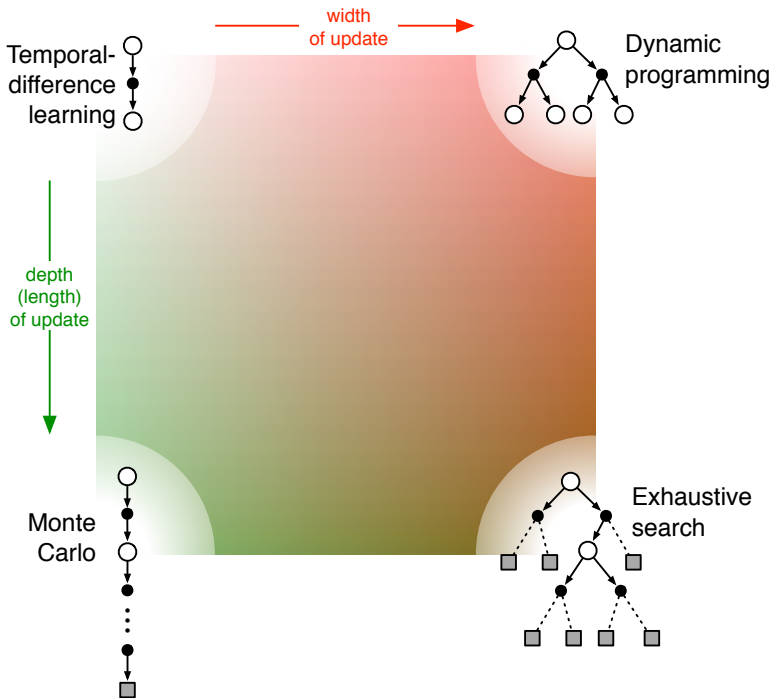 width
of update
Temporal-
difference
learning
Dynamic
programming
depth
(length)
of update
Monte
Carlo
Exhaustive
search